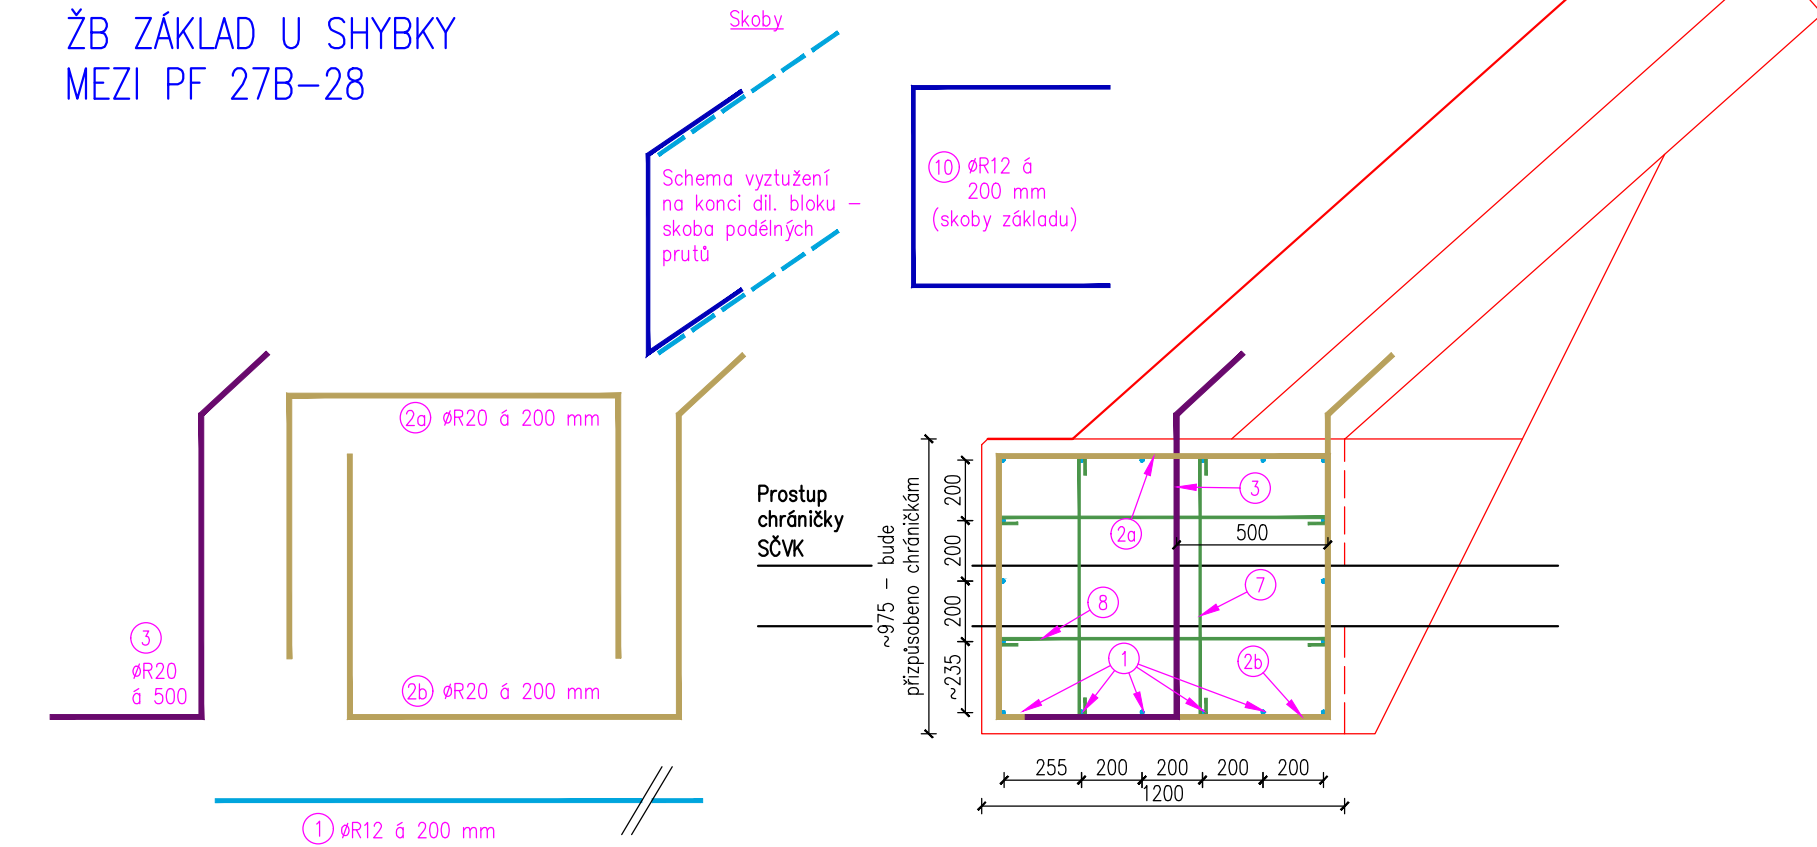 ŽB ZÁKLAD U SHYBKY
MEZI PF 27B-28
Skoby
Schema vyztužení
na konci dil. bloku –
skoba podélných
prutů
10 øR12 á
200 mm
(skoby základu)
2a øR20 á 200 mm
3
øR20
á 500
2b øR20 á 200 mm
1 øR12 á 200 mm
Prostup
chráničky
SČVK
~975 – bude
přizpůsobeno chráničkám
200
200
200
~235
3
2a
500
7
8
1
2b
255 200 200 200 200
1200